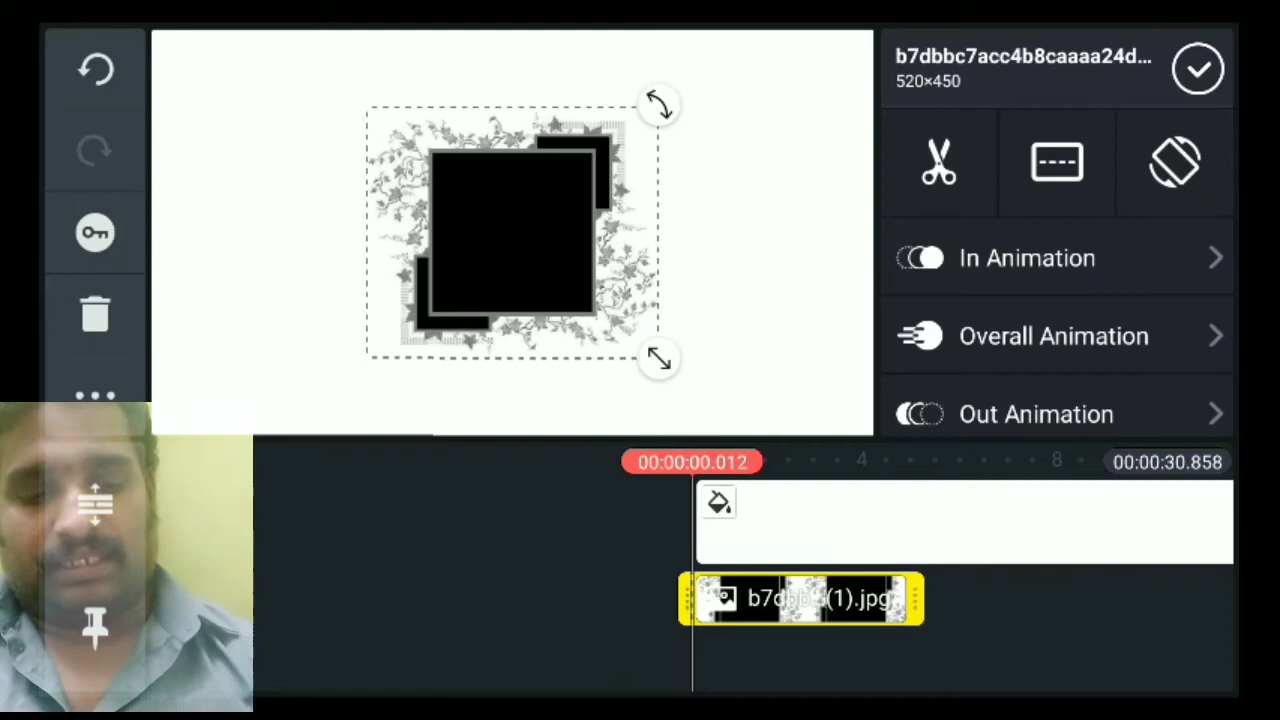 b7dbbc7acc4b8caaaa24d...
520×450
In Animation
Overall Animation
Out Animation
00:00:00.012
4
8
00:00:30.858
(1).jpg